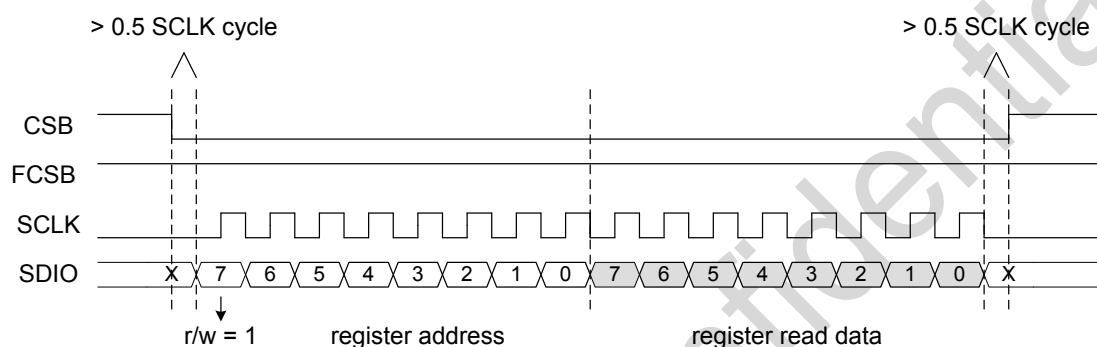 > 0.5 SCLK cycle > 0.5 SCLK cycle
CSB
FCSB
SCLK
SDIO X 7 6 5 4 3 2 1 0 7 6 5 4 3 2 1 0 X
r/w = 1 register address register read data